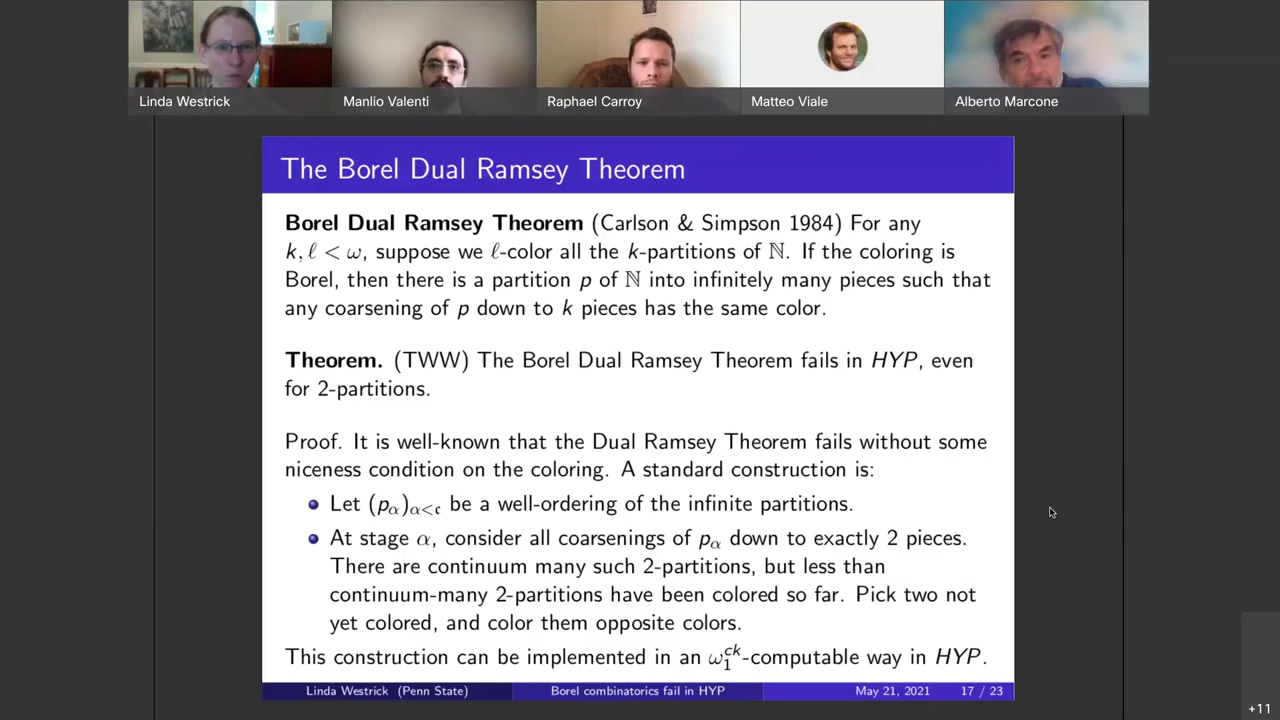 Linda Westrick
Manlio Valenti
Raphael Carroy
Matteo Viale
Alberto Marcone
The Borel Dual Ramsey Theorem
Borel Dual Ramsey Theorem (Carlson & Simpson 1984) For any
k, ℓ < ω, suppose we ℓ-color all the k-partitions of ℕ. If the coloring is
Borel, then there is a partition p of ℕ into infinitely many pieces such that
any coarsening of p down to k pieces has the same color.
Theorem. (TWW) The Borel Dual Ramsey Theorem fails in HYP, even
for 2-partitions.
Proof. It is well-known that the Dual Ramsey Theorem fails without some
niceness condition on the coloring. A standard construction is:
Let (p_α)_{α<𝔠} be a well-ordering of the infinite partitions.
At stage α, consider all coarsenings of p_α down to exactly 2 pieces.
There are continuum many such 2-partitions, but less than
continuum-many 2-partitions have been colored so far. Pick two not
yet colored, and color them opposite colors.
This construction can be implemented in an ω_1^{ck}-computable way in HYP.
Linda Westrick (Penn State)
Borel combinatorics fail in HYP
May 21, 2021
17 / 23
+11